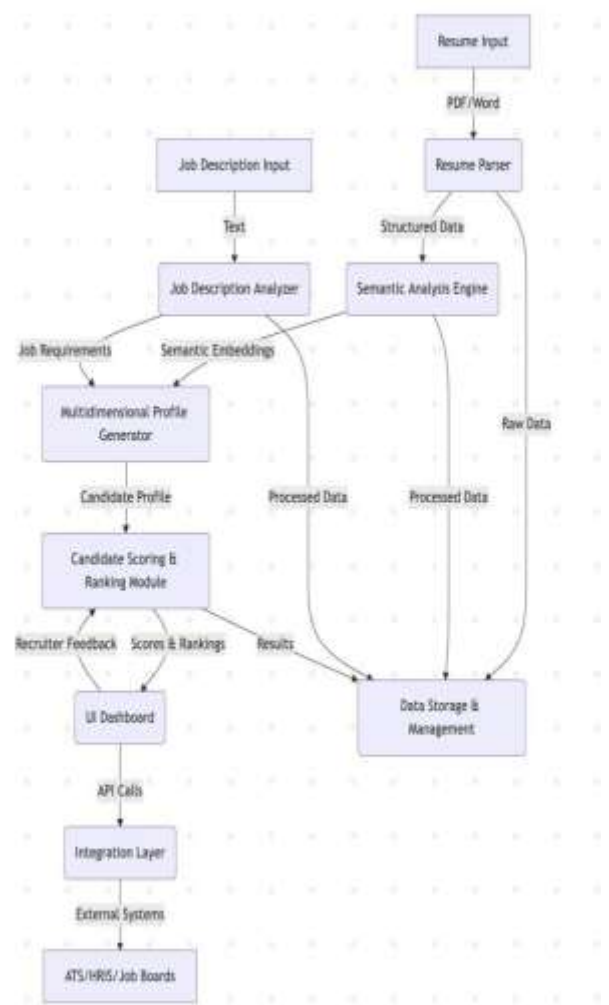 Resume Input
PDF/Word
Job Description Input
Resume Parser
Text
Structured Data
Job Description Analyzer
Semantic Analysis Engine
Job Requirements
Semantic Embeddings
Multidimensional Profile
Generator
Raw Data
Candidate Profile
Processed Data
Processed Data
Candidate Scoring &
Ranking Module
Recruiter Feedback
Scores & Rankings
Results
UI Dashboard
Data Storage &
Management
API Calls
Integration Layer
External Systems
ATS/HRIS/Job Boards